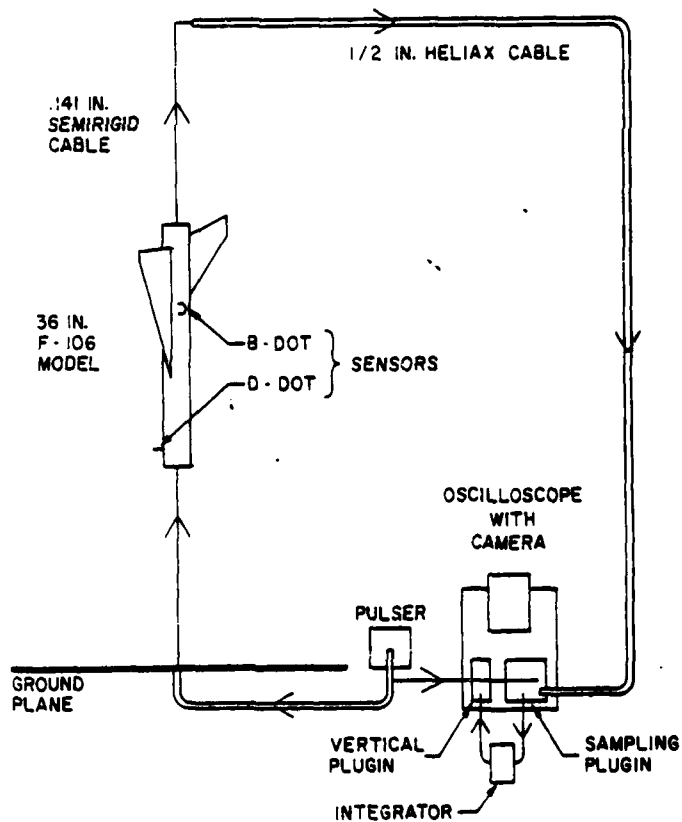 1/2 IN. HELIAX CABLE
.141 IN.
SEMIRIGID
CABLE
36 IN.
F-106
MODEL
B-DOT
D-DOT
SENSORS
OSCILLOSCOPE
WITH
CAMERA
PULSER
GROUND
PLANE
VERTICAL
PLUGIN
SAMPLING
PLUGIN
INTEGRATOR